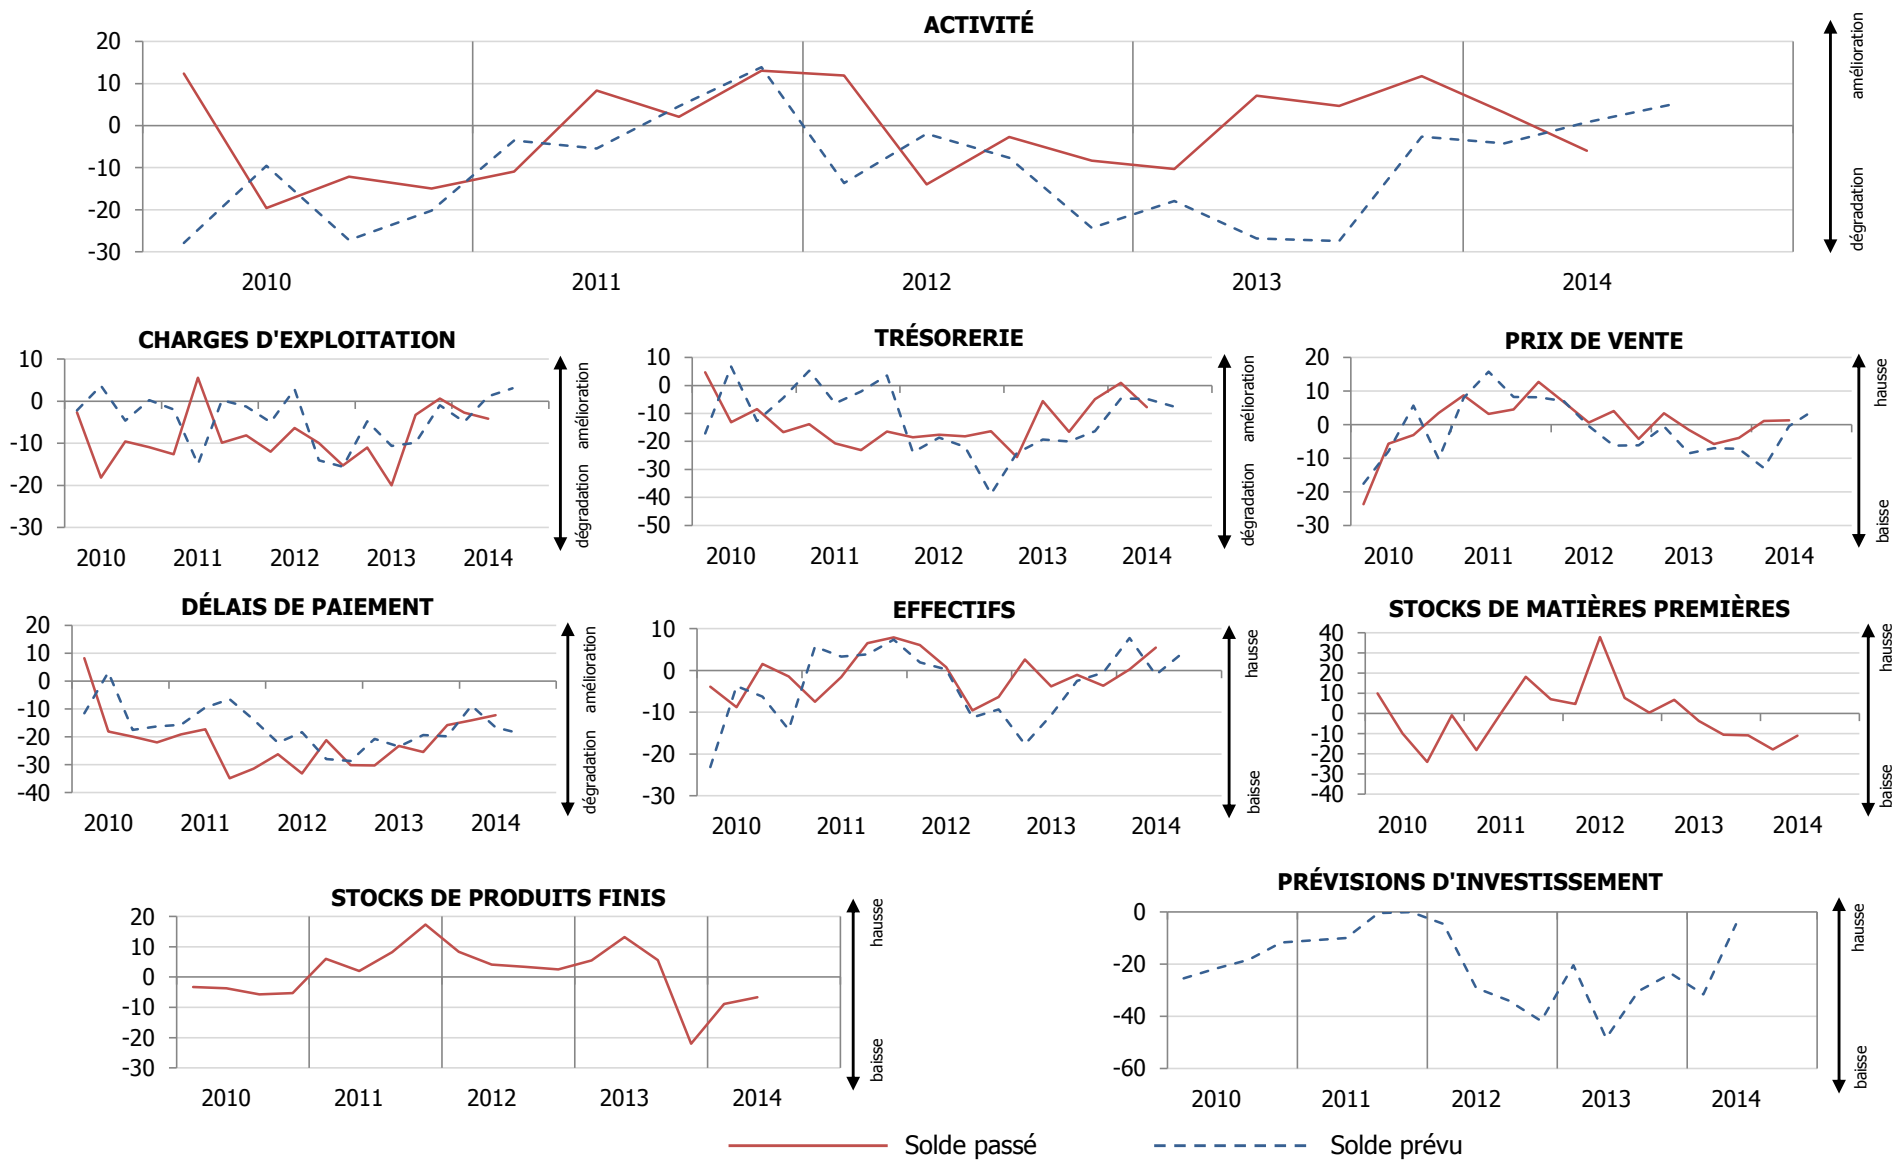 ACTIVITÉ
20
10
0
-10
-20
-30
2010 2011 2012 2013 2014
amélioration
dégradation
CHARGES D'EXPLOITATION
10
0
-10
-20
-30
2010 2011 2012 2013 2014
amélioration
dégradation
TRÉSORERIE
10
0
-10
-20
-30
-40
-50
2010 2011 2012 2013 2014
amélioration
dégradation
PRIX DE VENTE
20
10
0
-10
-20
-30
2010 2011 2012 2013 2014
hausse
baisse
DÉLAIS DE PAIEMENT
20
10
0
-10
-20
-30
-40
2010 2011 2012 2013 2014
amélioration
dégradation
EFFECTIFS
10
0
-10
-20
-30
2010 2011 2012 2013 2014
hausse
baisse
STOCKS DE MATIÈRES PREMIÈRES
40
30
20
10
0
-10
-20
-30
-40
2010 2011 2012 2013 2014
hausse
baisse
STOCKS DE PRODUITS FINIS
20
10
0
-10
-20
-30
2010 2011 2012 2013 2014
hausse
baisse
PRÉVISIONS D'INVESTISSEMENT
0
-20
-40
-60
2010 2011 2012 2013 2014
hausse
baisse
Solde passé Solde prévu